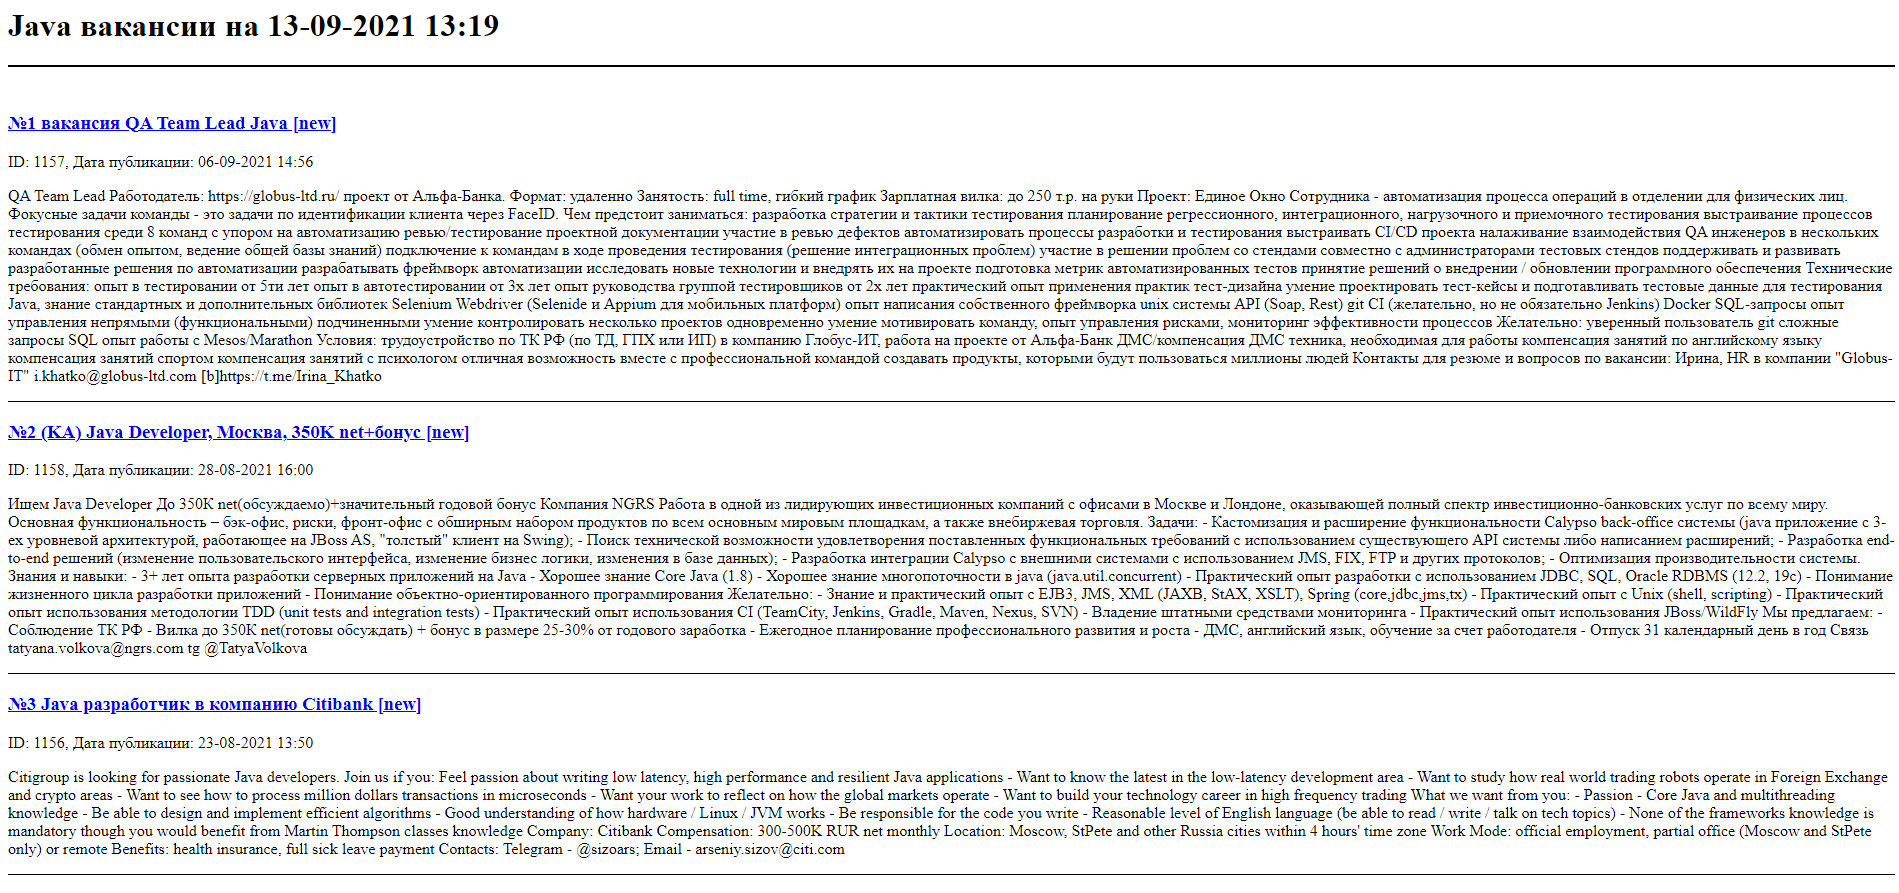 Java вакансии на 13-09-2021 13:19
№1 вакансия QA Team Lead Java [new]
ID: 1157, Дата публикации: 06-09-2021 14:56
QA Team Lead Работодатель: https://globus-ltd.ru/ проект от Альфа-Банка. Формат: удаленно Занятость: full time, гибкий график Зарплатная вилка: до 250 т.р. на руки Проект: Единое Окно Сотрудника - автоматизация процесса операций в отделении для физических лиц.
Фокусные задачи команды - это задачи по идентификации клиента через FaceID. Чем предстоит заниматься: разработка стратегии и тактики тестирования планирование регрессионного, интеграционного, нагрузочного и приемочного тестирования выстраивание процессов
тестирования среди 8 команд с упором на автоматизацию ревью/тестирование проектной документации участие в ревью дефектов автоматизировать процессы разработки и тестирования выстраивать CI/CD проекта налаживание взаимодействия QA инженеров в нескольких
командах (обмен опытом, ведение общей базы знаний) подключение к командам в ходе проведения тестирования (решение интеграционных проблем) участие в решении проблем со стендами совместно с администраторами тестовых стендов поддерживать и развивать
разработанные решения по автоматизации разрабатывать фреймворк автоматизации исследовать новые технологии и внедрять их на проекте подготовка метрик автоматизированных тестов принятие решений о внедрении / обновлении программного обеспечения Технические
требования: опыт в тестировании от 5ти лет опыт в автотестировании от 3х лет опыт руководства группой тестировщиков от 2х лет практический опыт применения практик тест-дизайна умение проектировать тест-кейсы и подготавливать тестовые данные для тестирования
Java, знание стандартных и дополнительных библиотек Selenium Webdriver (Selenide и Appium для мобильных платформ) опыт написания собственного фреймворка unix системы API (Soap, Rest) git CI (желательно, но не обязательно Jenkins) Docker SQL-запросы опыт
управления непрямыми (функциональными) подчиненными умение контролировать несколько проектов одновременно умение мотивировать команду, опыт управления рисками, мониторинг эффективности процессов Желательно: уверенный пользователь git сложные
запросы SQL опыт работы с Mesos/Marathon Условия: трудоустройство по ТК РФ (по ТД, ГПХ или ИП) в компанию Глобус-ИТ, работа на проекте от Альфа-Банк ДМС/компенсация ДМС техника, необходимая для работы компенсация занятий по английскому языку
компенсация занятий спортом компенсация занятий с психологом отличная возможность вместе с профессиональной командой создавать продукты, которыми будут пользоваться миллионы людей Контакты для резюме и вопросов по вакансии: Ирина, HR в компании "Globus-
IT" i.khatko@globus-ltd.com [b]https://t.me/Irina_Khatko
№2 (KA) Java Developer, Москва, 350K net+бонус [new]
ID: 1158, Дата публикации: 28-08-2021 16:00
Ищем Java Developer До 350К net(обсуждаемо)+значительный годовой бонус Компания NGRS Работа в одной из лидирующих инвестиционных компаний с офисами в Москве и Лондоне, оказывающей полный спектр инвестиционно-банковских услуг по всему миру.
Основная функциональность – бэк-офис, риски, фронт-офис с обширным набором продуктов по всем основным мировым площадкам, а также внебиржевая торговля. Задачи: - Кастомизация и расширение функциональности Calypso back-office системы (java приложение с 3-
ех уровневой архитектурой, работающее на JBoss AS, "толстый" клиент на Swing); - Поиск технической возможности удовлетворения поставленных функциональных требований с использованием существующего API системы либо написанием расширений; - Разработка end-
to-end решений (изменение пользовательского интерфейса, изменение бизнес логики, изменения в базе данных); - Разработка интеграции Calypso с внешними системами с использованием JMS, FIX, FTP и других протоколов; - Оптимизация производительности системы.
Знания и навыки: - 3+ лет опыта разработки серверных приложений на Java - Хорошее знание Core Java (1.8) - Хорошее знание многопоточности в java (java.util.concurrent) - Практический опыт разработки с использованием JDBC, SQL, Oracle RDBMS (12.2, 19c) - Понимание
жизненного цикла разработки приложений - Понимание объектно-ориентированного программирования Желательно: - Знание и практический опыт с EJB3, JMS, XML (JAXB, StAX, XSLT), Spring (core,jdbc,jms,tx) - Практический опыт с Unix (shell, scripting) - Практический
опыт использования методологии TDD (unit tests and integration tests) - Практический опыт использования CI (TeamCity, Jenkins, Gradle, Maven, Nexus, SVN) - Владение штатными средствами мониторинга - Практический опыт использования JBoss/WildFly Мы предлагаем: -
Соблюдение ТК РФ - Вилка до 350К net(готовы обсуждать) + бонус в размере 25-30% от годового заработка - Ежегодное планирование профессионального развития и роста - ДМС, английский язык, обучение за счет работодателя - Отпуск 31 календарный день в год Связь
tatyana.volkova@ngrs.com tg @TatyaVolkova
№3 Java разработчик в компанию Citibank [new]
ID: 1156, Дата публикации: 23-08-2021 13:50
Citigroup is looking for passionate Java developers. Join us if you: Feel passion about writing low latency, high performance and resilient Java applications - Want to know the latest in the low-latency development area - Want to study how real world trading robots operate in Foreign Exchange
and crypto areas - Want to see how to process million dollars transactions in microseconds - Want your work to reflect on how the global markets operate - Want to build your technology career in high frequency trading What we want from you: - Passion - Core Java and multithreading
knowledge - Be able to design and implement efficient algorithms - Good understanding of how hardware / Linux / JVM works - Be responsible for the code you write - Reasonable level of English language (be able to read / write / talk on tech topics) - None of the frameworks knowledge is
mandatory though you would benefit from Martin Thompson classes knowledge Company: Citibank Compensation: 300-500K RUR net monthly Location: Moscow, StPete and other Russia cities within 4 hours' time zone Work Mode: official employment, partial office (Moscow and StPete
only) or remote Benefits: health insurance, full sick leave payment Contacts: Telegram - @sizoars; Email - arseniy.sizov@citi.com